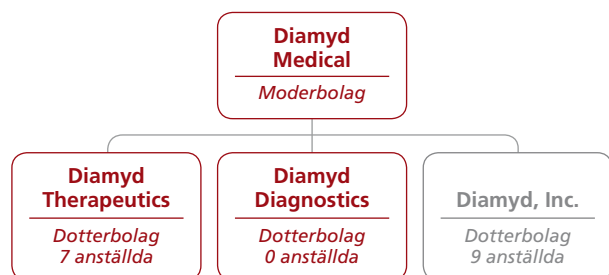 Diamyd
Medical
Moderbolag
Diamyd
Therapeutics
Dotterbolag
7 anställda
Diamyd
Diagnostics
Dotterbolag
0 anställda
Diamyd, Inc.
Dotterbolag
9 anställda